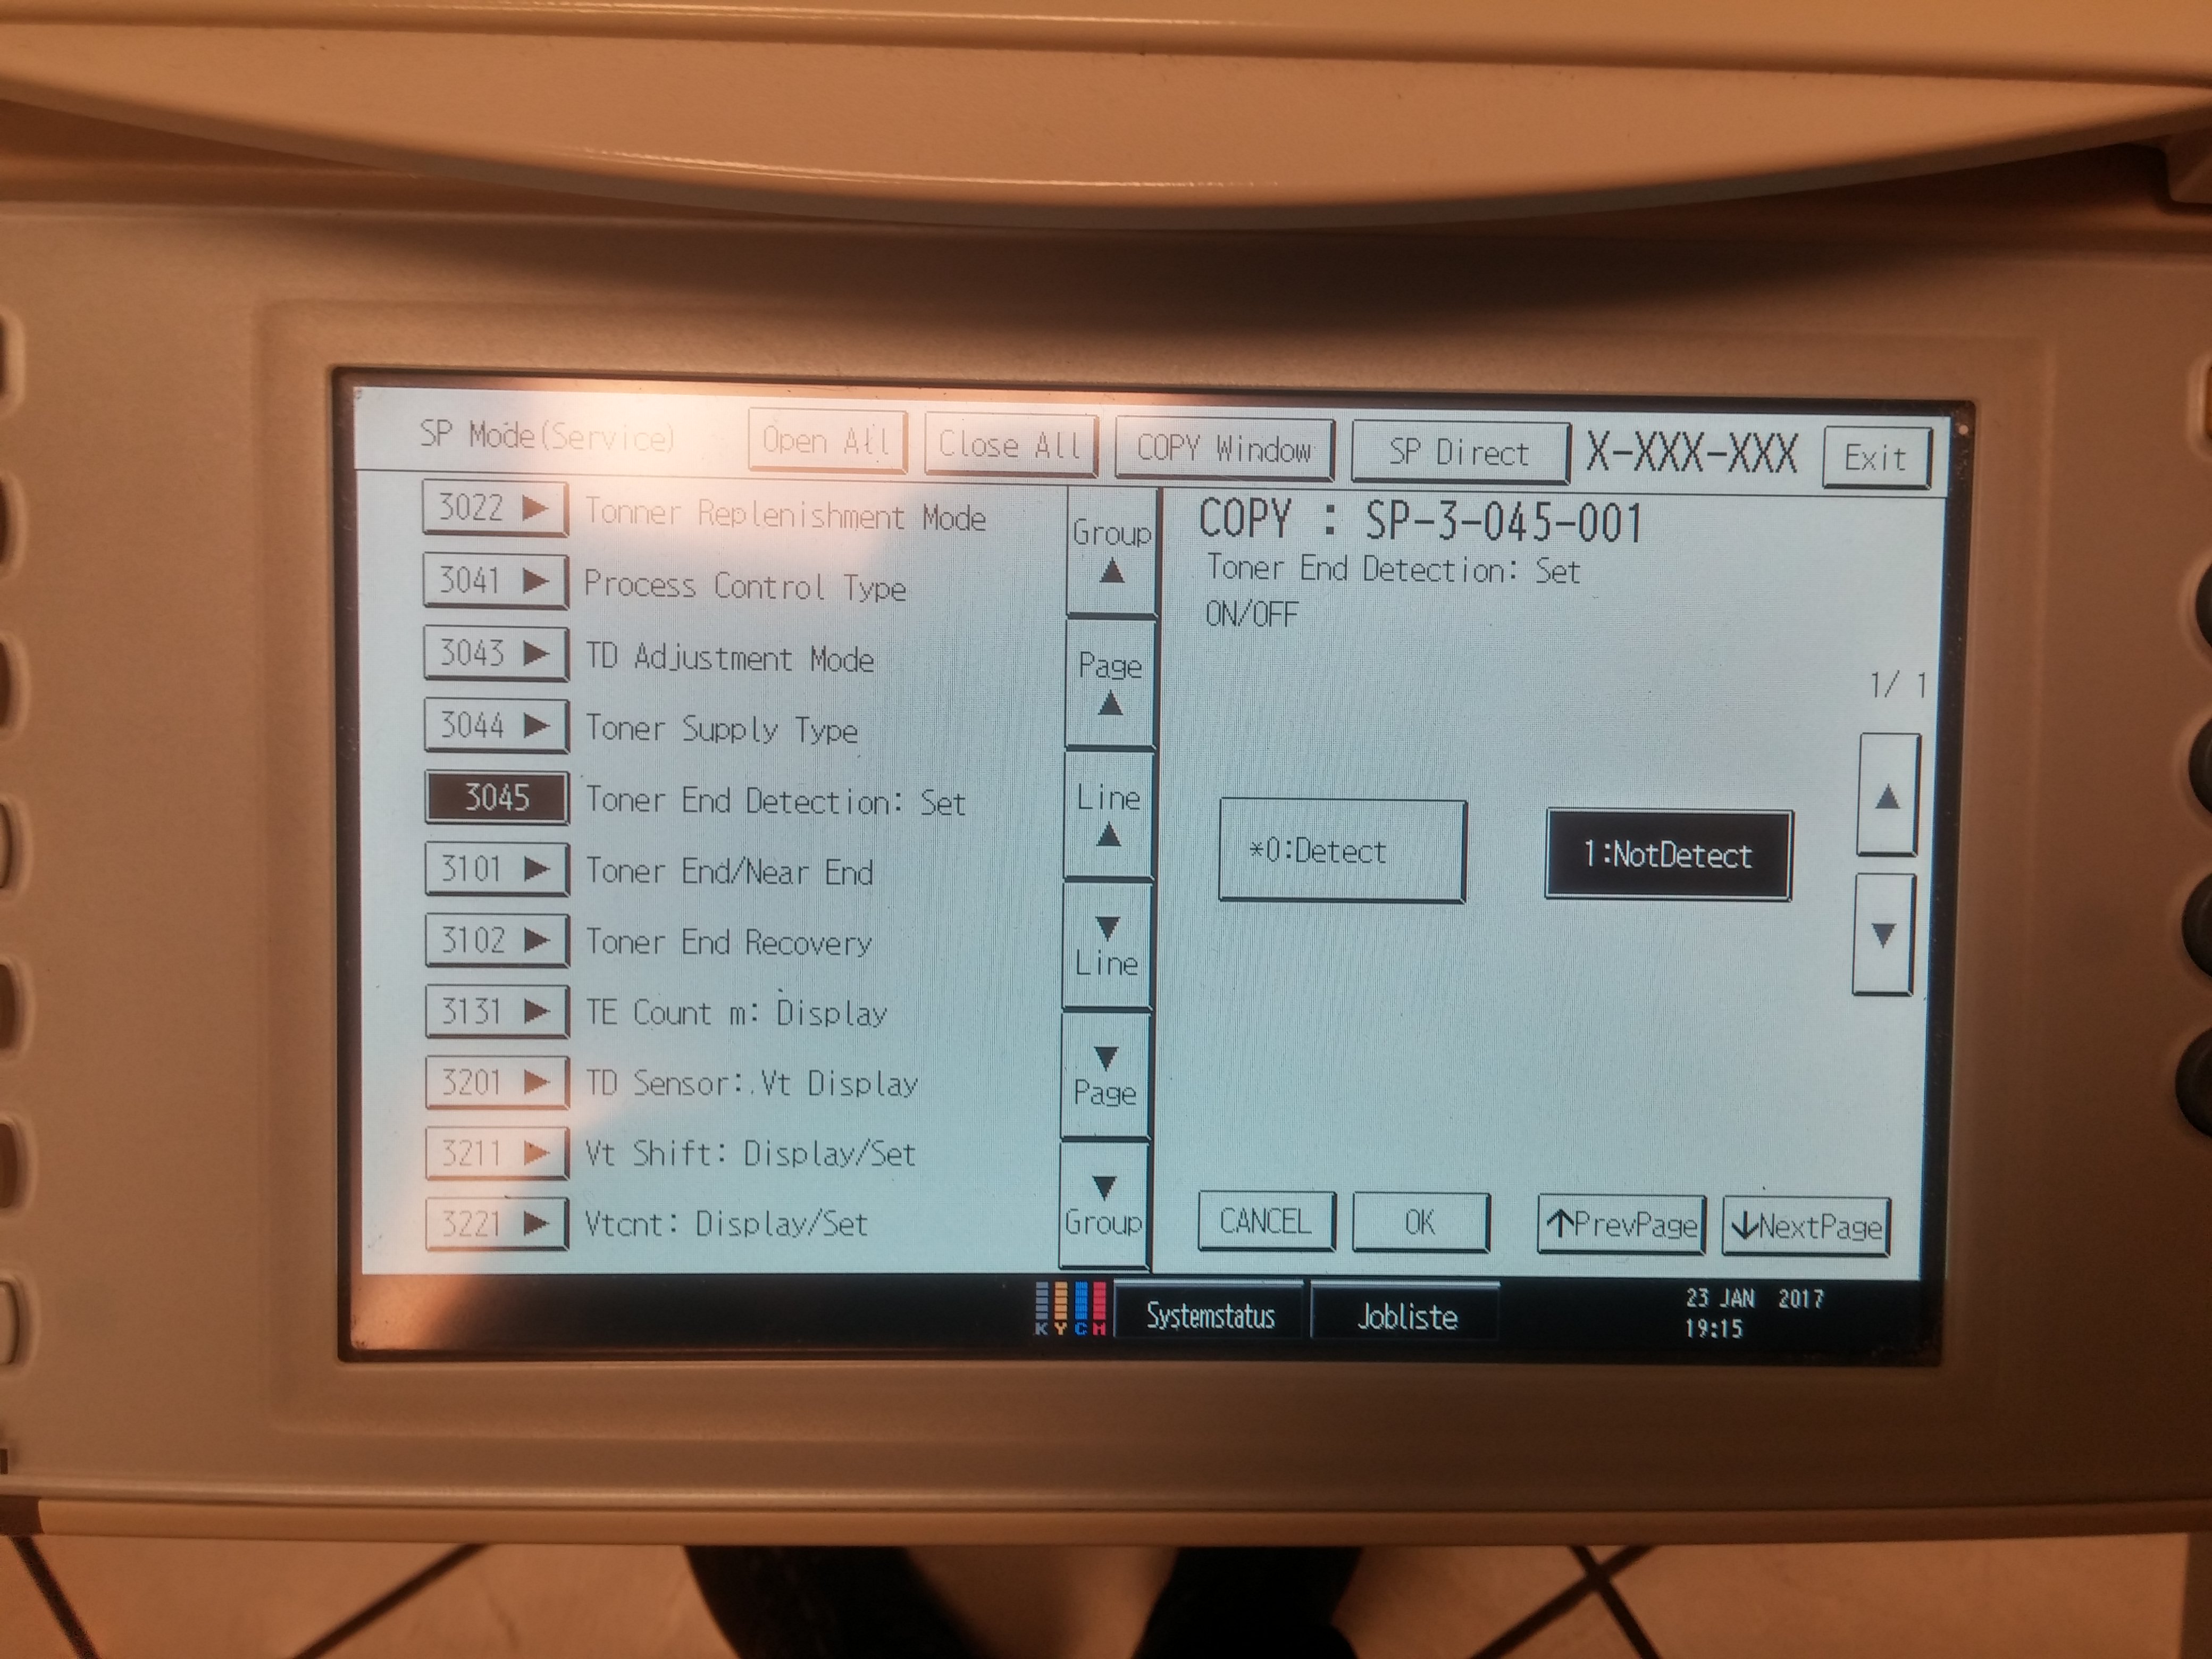 SP Mode(Service) Open All Close All COPY Window SP Direct X-XXX-XXX Exit
3022 Tonner Replenishment Mode
3041 Process Control Type
3043 TD Adjustment Mode
3044 Toner Supply Type
3045 Toner End Detection: Set
3101 Toner End/Near End
3102 Toner End Recovery
3131 TE Count m: Display
3201 TD Sensor: Vt Display
3211 Vt Shift: Display/Set
3221 Vtcnt: Display/Set
Group
Page
Line
Line
Page
Group
COPY : SP-3-045-001
Toner End Detection: Set
ON/OFF
1/ 1
*0:Detect 1:NotDetect
CANCEL OK ↑PrevPage ↓NextPage
K Y C M Systemstatus Jobliste 23 JAN 2017
19:15